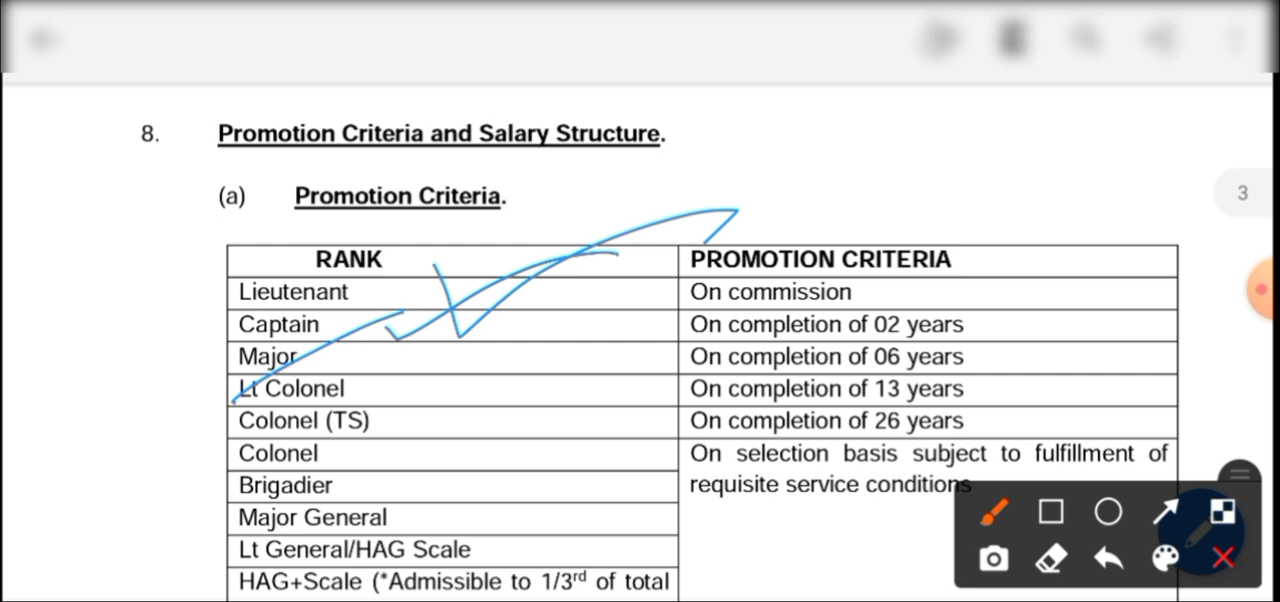 8. Promotion Criteria and Salary Structure.
3
(a) Promotion Criteria.
RANK PROMOTION CRITERIA
Lieutenant On commission
Captain On completion of 02 years
Major On completion of 06 years
Lt Colonel On completion of 13 years
Colonel (TS) On completion of 26 years
Colonel On selection basis subject to fulfillment of
Brigadier requisite service conditions
Major General
Lt General/HAG Scale
HAG+Scale (*Admissible to 1/3rd of total